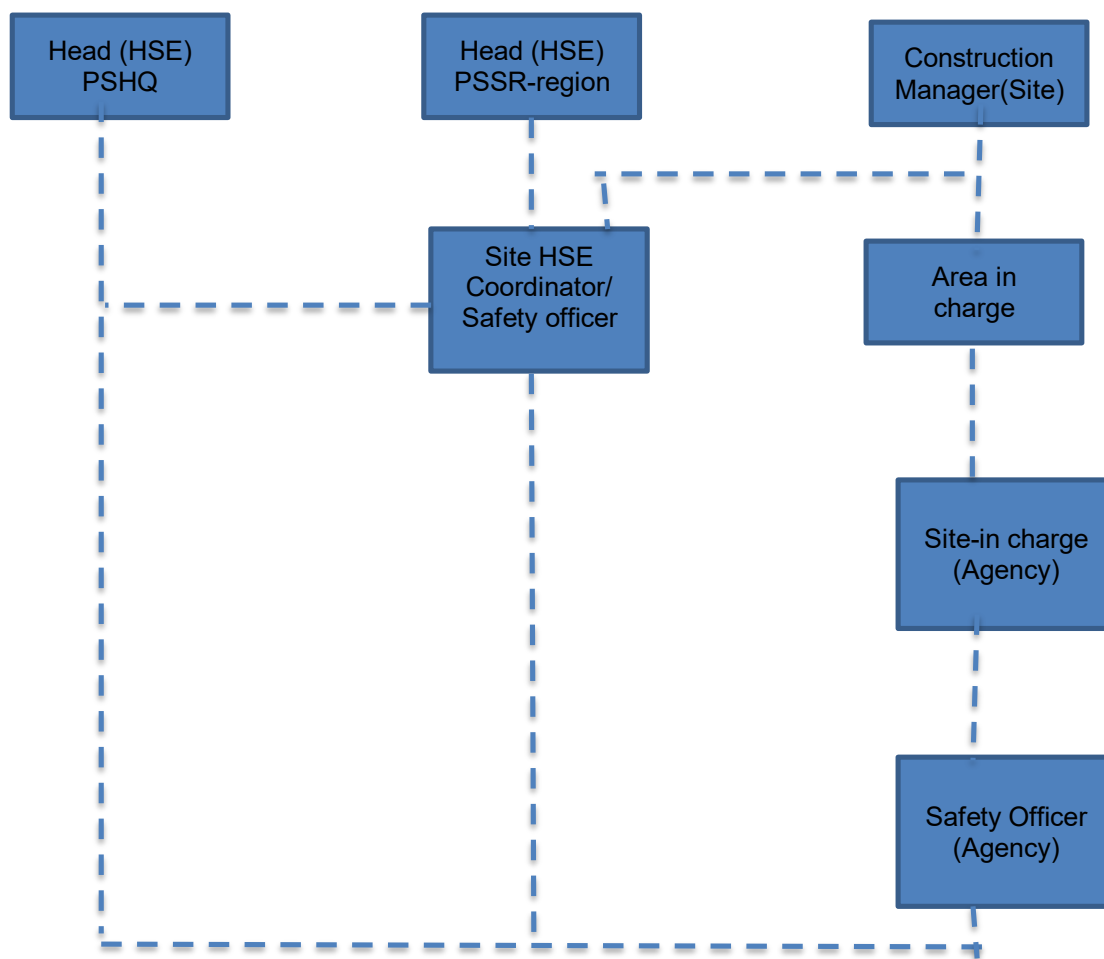 Head (HSE)
PSHQ
Head (HSE)
PSSR-region
Construction
Manager(Site)
Site HSE
Coordinator/
Safety officer
Area in
charge
Site-in charge
(Agency)
Safety Officer
(Agency)